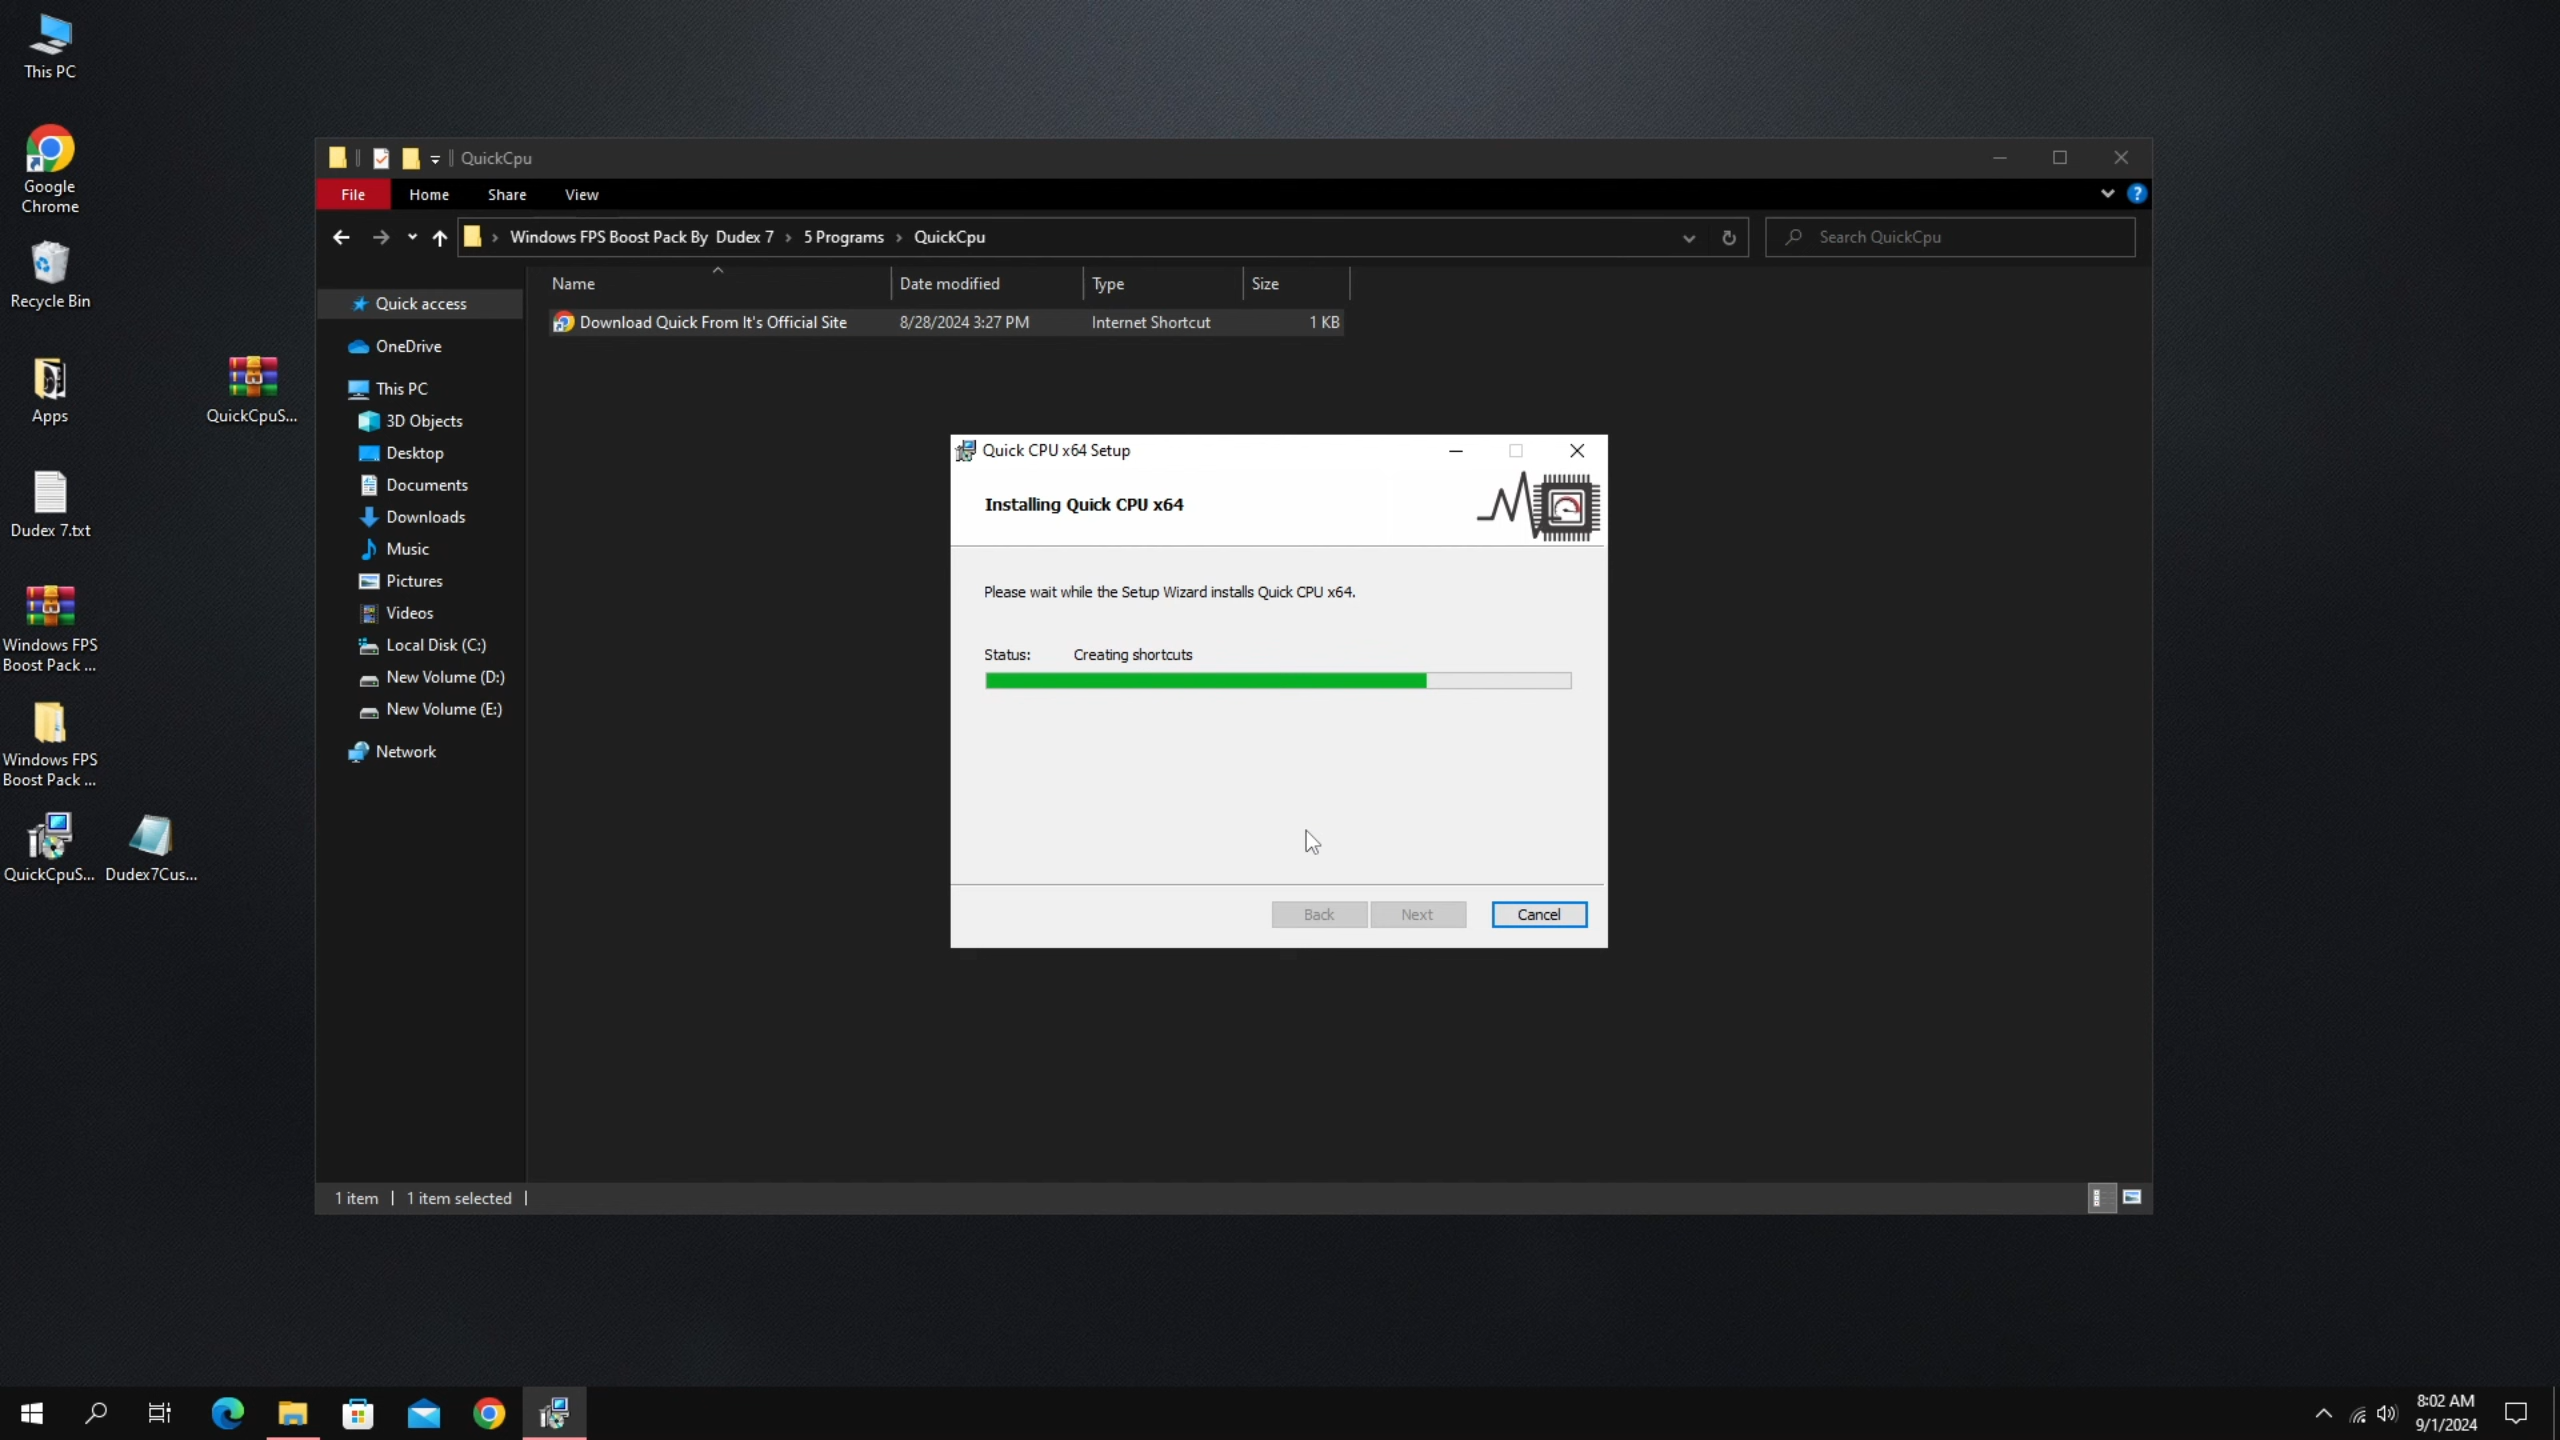 This PC
Google
Chrome
Recycle Bin
Apps
QuickCpuS...
Dudex 7.txt
Windows FPS
Boost Pack ...
Windows FPS
Boost Pack ...
QuickCpuS...
Dudex7Cus...
QuickCpu
File
Home
Share
View
Windows FPS Boost Pack By Dudex 7 › 5 Programs › QuickCpu
Search QuickCpu
Name
Date modified
Type
Size
Download Quick From It's Official Site
8/28/2024 3:27 PM
Internet Shortcut
1 KB
Quick access
OneDrive
This PC
3D Objects
Desktop
Documents
Downloads
Music
Pictures
Videos
Local Disk (C:)
New Volume (D:)
New Volume (E:)
Network
Quick CPU x64 Setup
Installing Quick CPU x64
Please wait while the Setup Wizard installs Quick CPU x64.
Status: Creating shortcuts
Back
Next
Cancel
1 item
1 item selected
8:02 AM
9/1/2024